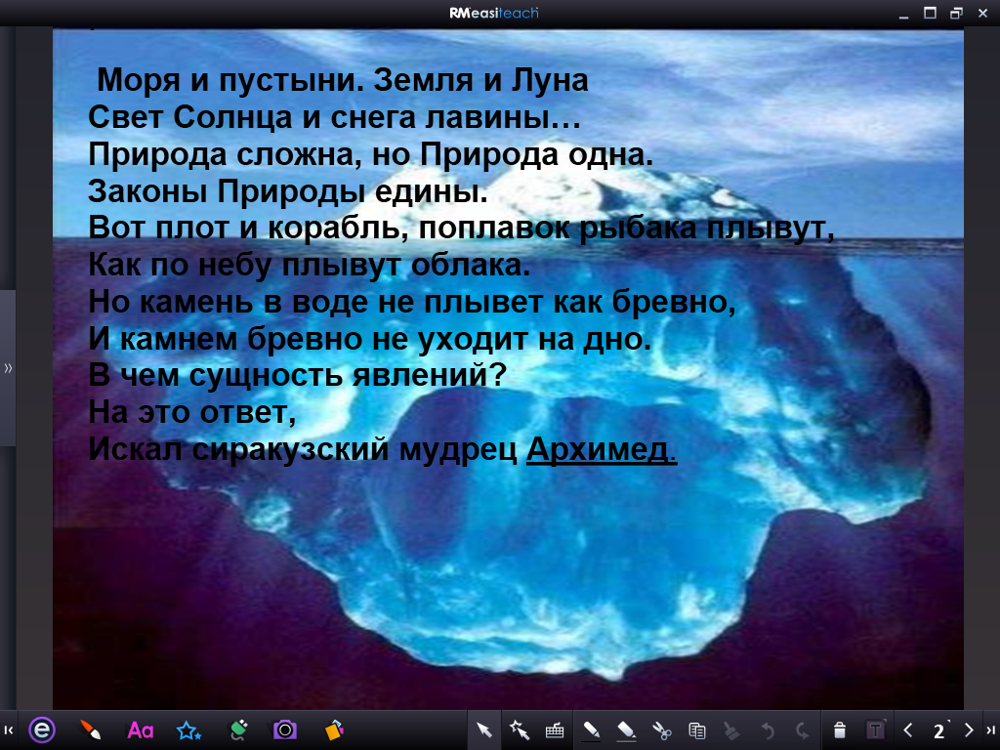 RM easiteach
Моря и пустыни. Земля и Луна
Свет Солнца и снега лавины…
Природа сложна, но Природа одна.
Законы Природы едины.
Вот плот и корабль, поплавок рыбака плывут,
Как по небу плывут облака.
Но камень в воде не плывет как бревно,
И камнем бревно не уходит на дно.
В чем сущность явлений?
На это ответ,
Искал сиракузский мудрец Архимед.
e Aa T 2